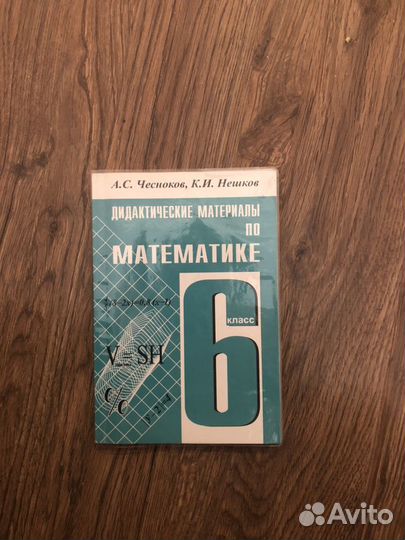 А.С. Чесноков, К.И. Нешков
ДИДАКТИЧЕСКИЕ МАТЕРИАЛЫ
ПО
МАТЕМАТИКЕ
6
класс
V = SH
c/c
Avito